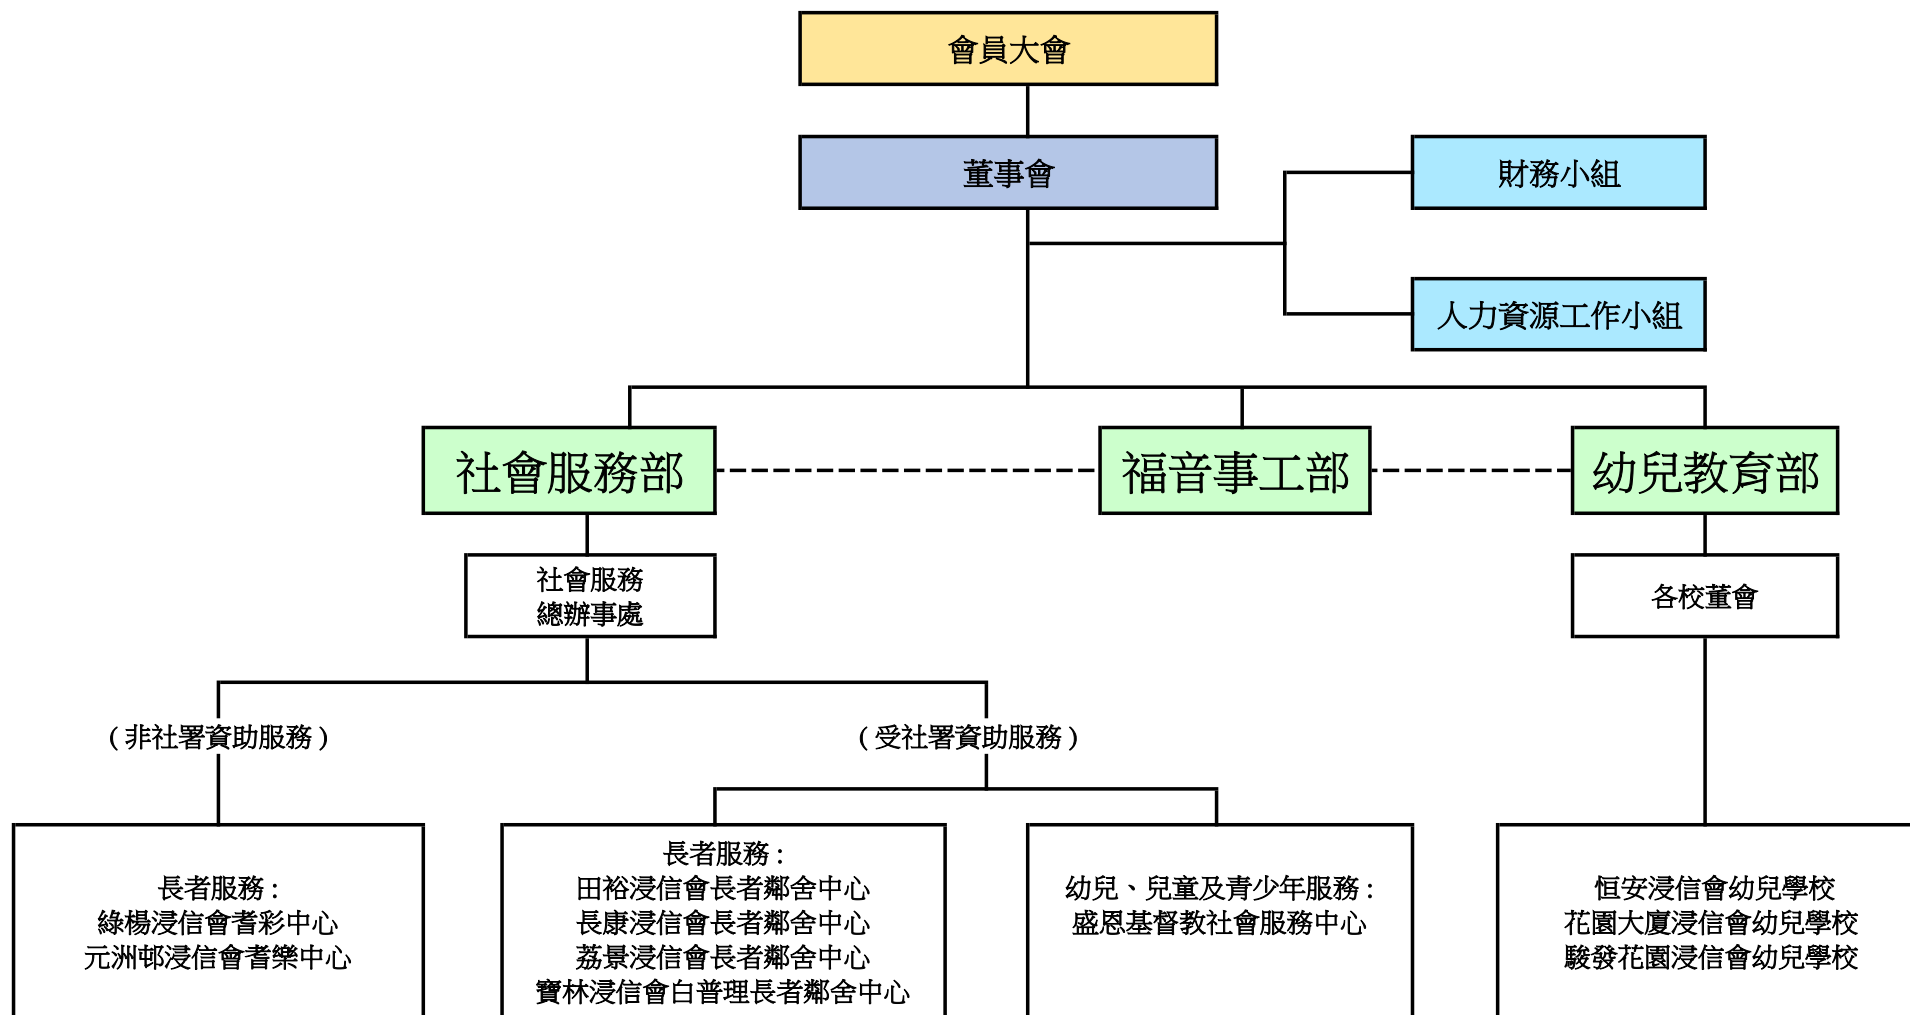 會員大會
董事會
財務小組
人力資源工作小組
社會服務部
福音事工部
幼兒教育部
社會服務
總辦事處
各校董會
(非社署資助服務)
(受社署資助服務)
長者服務:
綠楊浸信會耆彩中心
元洲邨浸信會耆樂中心
長者服務:
田裕浸信會長者鄰舍中心
長康浸信會長者鄰舍中心
荔景浸信會長者鄰舍中心
寶林浸信會白普理長者鄰舍中心
幼兒、兒童及青少年服務:
盛恩基督教社會服務中心
恒安浸信會幼兒學校
花園大廈浸信會幼兒學校
駿發花園浸信會幼兒學校